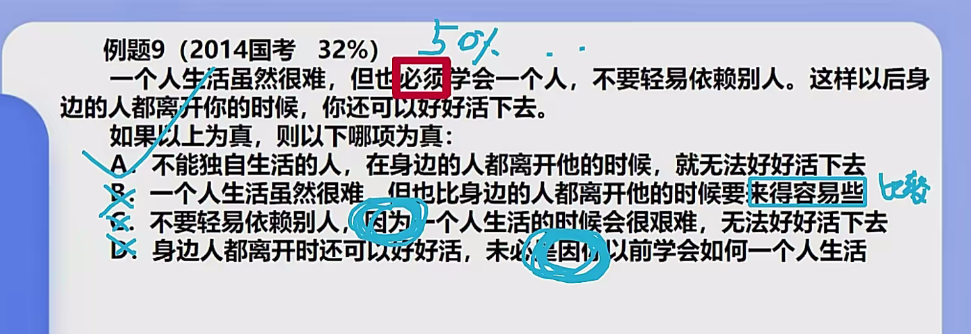 例题9（2014国考 32%）
50%
一个人生活虽然很难，但也必须学会一个人，不要轻易依赖别人。这样以后身
边的人都离开你的时候，你还可以好好活下去。
如果以上为真，则以下哪项为真：
A．不能独自生活的人，在身边的人都离开他的时候，就无法好好活下去
B．一个人生活虽然很难，但也比身边的人都离开他的时候要来得容易些
比较
C．不要轻易依赖别人，因为一个人生活的时候会很艰难，无法好好活下去
D．身边人都离开时还可以好好活，未必是因你以前学会如何一个人生活